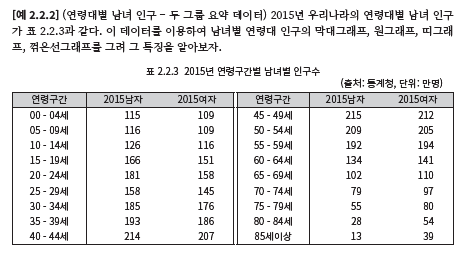 [예 2.2.2] (연령대별 남녀 인구 – 두 그룹 요약 데이터) 2015년 우리나라의 연령대별 남녀 인구
가 표 2.2.3과 같다. 이 데이터를 이용하여 남녀별 연령대 인구의 막대그래프, 원그래프, 띠그래
프, 꺾은선그래프를 그려 그 특징을 알아보자.
표 2.2.3 2015년 연령구간별 남녀별 인구수
(출처: 통계청, 단위: 만명)
연령구간 2015남자 2015여자 연령구간 2015남자 2015여자
00 - 04세 115 109 45 - 49세 215 212
05 - 09세 116 109 50 - 54세 209 205
10 - 14세 126 116 55 - 59세 192 194
15 - 19세 166 151 60 - 64세 134 141
20 - 24세 181 158 65 - 69세 102 110
25 - 29세 158 145 70 - 74세 79 97
30 - 34세 185 176 75 - 79세 55 80
35 - 39세 193 186 80 - 84세 28 54
40 - 44세 214 207 85세이상 13 39